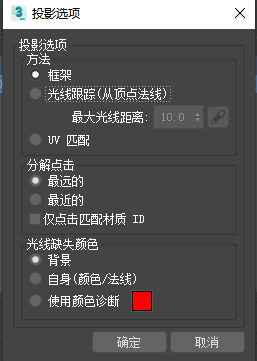 3 投影选项
投影选项
方法
框架
光线跟踪(从顶点法线)
最大光线距离: 10.0
UV 匹配
分解点击
最远的
最近的
仅点击匹配材质 ID
光线缺失颜色
背景
自身(颜色/法线)
使用颜色诊断
确定 取消